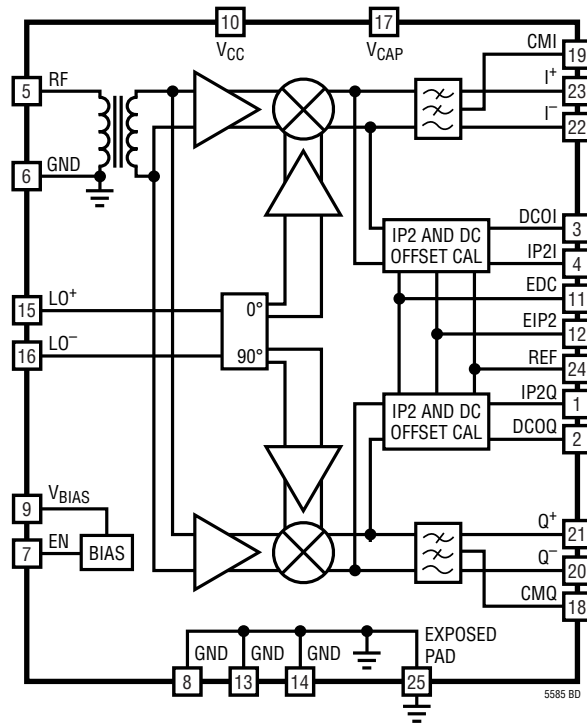 10
17
V_CC
V_CAP
CMI
19
5
RF
I+
23
I−
22
6
GND
DCOI
3
IP2 AND DC
OFFSET CAL
IP2I
4
EDC
11
15
LO+
0°
EIP2
12
16
LO−
90°
REF
24
IP2Q
1
IP2 AND DC
OFFSET CAL
DCOQ
2
9
V_BIAS
Q+
21
7
EN
BIAS
Q−
20
CMQ
18
GND
GND
GND
EXPOSED
PAD
8
13
14
25
5585 BD